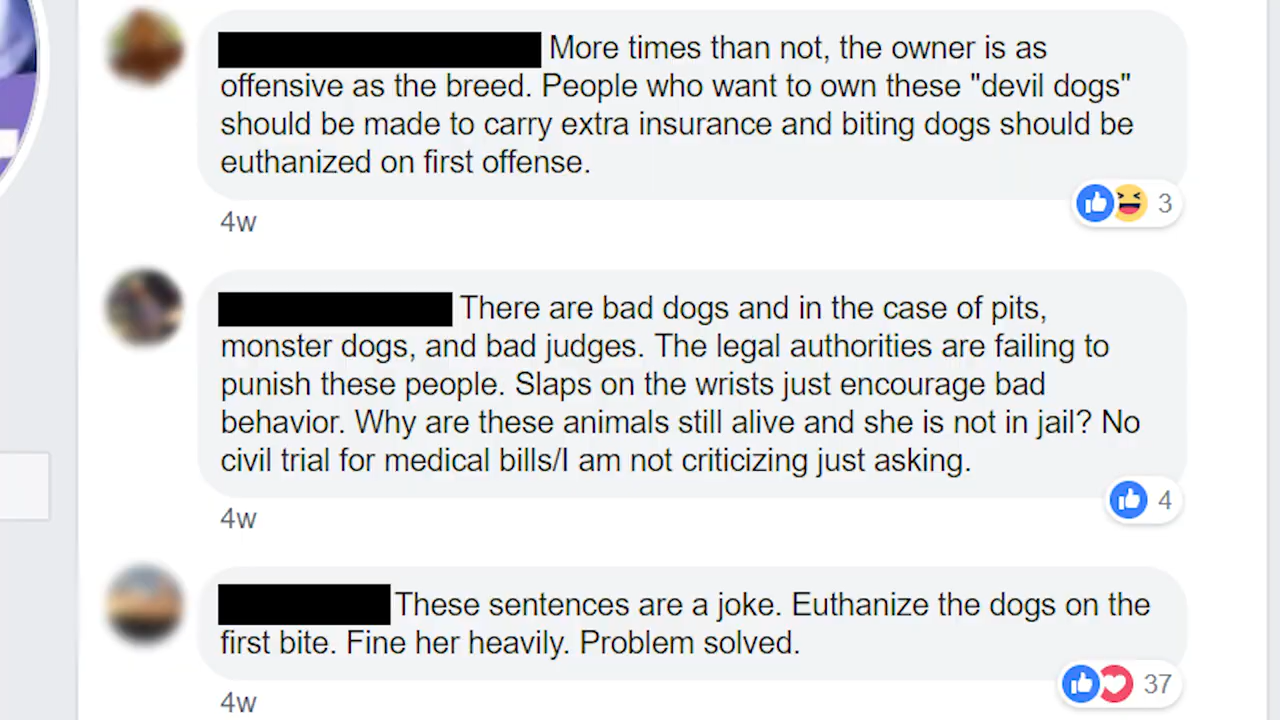 More times than not, the owner is as
offensive as the breed. People who want to own these "devil dogs"
should be made to carry extra insurance and biting dogs should be
euthanized on first offense.
3
4w
There are bad dogs and in the case of pits,
monster dogs, and bad judges. The legal authorities are failing to
punish these people. Slaps on the wrists just encourage bad
behavior. Why are these animals still alive and she is not in jail? No
civil trial for medical bills/I am not criticizing just asking.
4
4w
These sentences are a joke. Euthanize the dogs on the
first bite. Fine her heavily. Problem solved.
37
4w